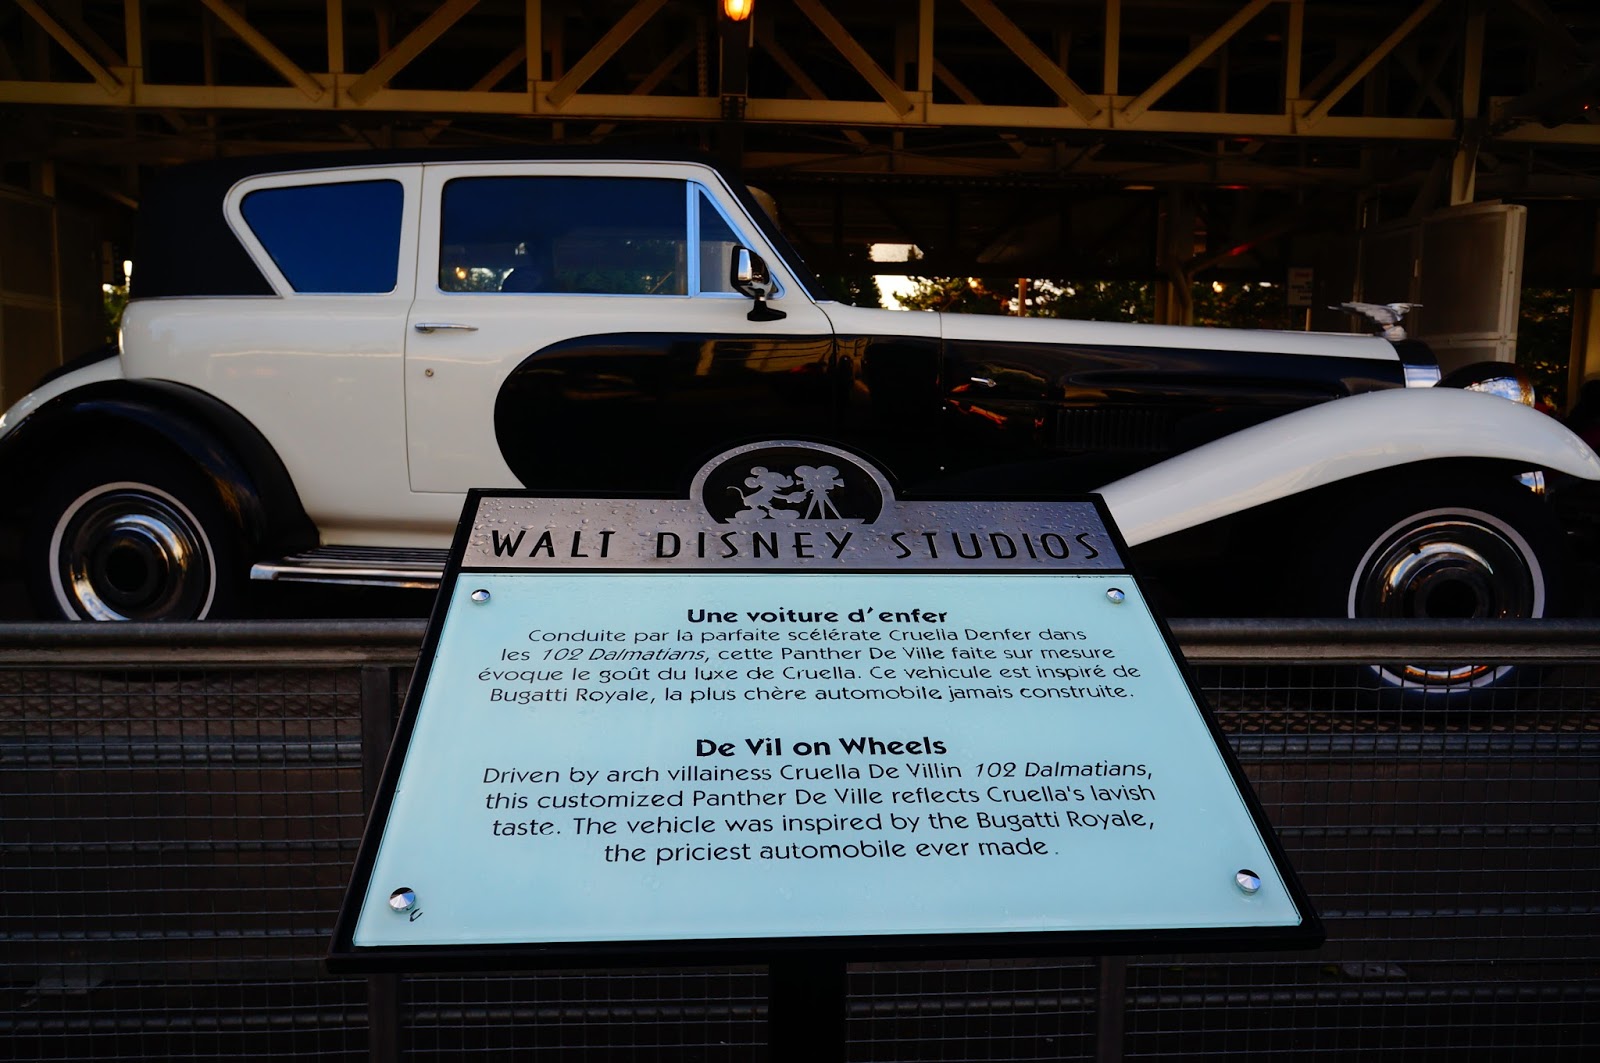 WALT DISNEY STUDIOS
Une voiture d'enfer
Conduite par la parfaite scélérate Cruella Denfer dans
les 102 Dalmatians, cette Panther De Ville faite sur mesure
évoque le goût du luxe de Cruella. Ce vehicule est inspiré de
Bugatti Royale, la plus chère automobile jamais construite.
De Vil on Wheels
Driven by arch villainess Cruella De Villin 102 Dalmatians,
this customized Panther De Ville reflects Cruella's lavish
taste. The vehicle was inspired by the Bugatti Royale,
the priciest automobile ever made.